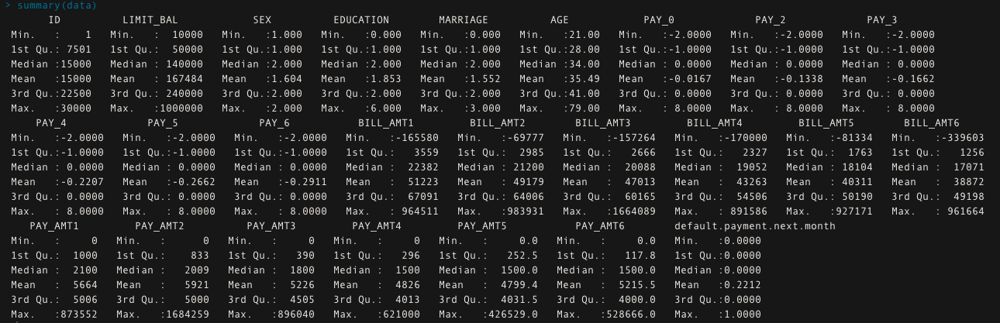 > summary(data)
ID LIMIT_BAL SEX EDUCATION MARRIAGE AGE PAY_0 PAY_2 PAY_3
Min. : 1 Min. : 10000 Min. :1.000 Min. :0.000 Min. :0.000 Min. :21.00 Min. :-2.0000 Min. :-2.0000 Min. :-2.0000
1st Qu.: 7501 1st Qu.: 50000 1st Qu.:1.000 1st Qu.:1.000 1st Qu.:1.000 1st Qu.:28.00 1st Qu.:-1.0000 1st Qu.:-1.0000 1st Qu.:-1.0000
Median :15000 Median : 140000 Median :2.000 Median :2.000 Median :2.000 Median :34.00 Median : 0.0000 Median : 0.0000 Median : 0.0000
Mean :15000 Mean : 167484 Mean :1.604 Mean :1.853 Mean :1.552 Mean :35.49 Mean :-0.0167 Mean :-0.1338 Mean :-0.1662
3rd Qu.:22500 3rd Qu.: 240000 3rd Qu.:2.000 3rd Qu.:2.000 3rd Qu.:2.000 3rd Qu.:41.00 3rd Qu.: 0.0000 3rd Qu.: 0.0000 3rd Qu.: 0.0000
Max. :30000 Max. :1000000 Max. :2.000 Max. :6.000 Max. :3.000 Max. :79.00 Max. : 8.0000 Max. : 8.0000 Max. : 8.0000
PAY_4 PAY_5 PAY_6 BILL_AMT1 BILL_AMT2 BILL_AMT3 BILL_AMT4 BILL_AMT5 BILL_AMT6
Min. :-2.0000 Min. :-2.0000 Min. :-2.0000 Min. :-165580 Min. :-69777 Min. :-157264 Min. :-170000 Min. :-81334 Min. :-339603
1st Qu.:-1.0000 1st Qu.:-1.0000 1st Qu.:-1.0000 1st Qu.: 3559 1st Qu.: 2985 1st Qu.: 2666 1st Qu.: 2327 1st Qu.: 1763 1st Qu.: 1256
Median : 0.0000 Median : 0.0000 Median : 0.0000 Median : 22382 Median : 21200 Median : 20088 Median : 19052 Median : 18104 Median : 17071
Mean :-0.2207 Mean :-0.2662 Mean :-0.2911 Mean : 51223 Mean : 49179 Mean : 47013 Mean : 43263 Mean : 40311 Mean : 38872
3rd Qu.: 0.0000 3rd Qu.: 0.0000 3rd Qu.: 0.0000 3rd Qu.: 67091 3rd Qu.: 64006 3rd Qu.: 60165 3rd Qu.: 54506 3rd Qu.: 50190 3rd Qu.: 49198
Max. : 8.0000 Max. : 8.0000 Max. : 8.0000 Max. : 964511 Max. :983931 Max. :1664089 Max. : 891586 Max. :927171 Max. : 961664
PAY_AMT1 PAY_AMT2 PAY_AMT3 PAY_AMT4 PAY_AMT5 PAY_AMT6 default.payment.next.month
Min. : 0 Min. : 0 Min. : 0 Min. : 0 Min. : 0.0 Min. : 0.0 Min. :0.0000
1st Qu.: 1000 1st Qu.: 833 1st Qu.: 390 1st Qu.: 296 1st Qu.: 252.5 1st Qu.: 117.8 1st Qu.:0.0000
Median : 2100 Median : 2009 Median : 1800 Median : 1500 Median : 1500.0 Median : 1500.0 Median :0.0000
Mean : 5664 Mean : 5921 Mean : 5226 Mean : 4826 Mean : 4799.4 Mean : 5215.5 Mean :0.2212
3rd Qu.: 5006 3rd Qu.: 5000 3rd Qu.: 4505 3rd Qu.: 4013 3rd Qu.: 4031.5 3rd Qu.: 4000.0 3rd Qu.:0.0000
Max. :873552 Max. :1684259 Max. :896040 Max. :621000 Max. :426529.0 Max. :528666.0 Max. :1.0000